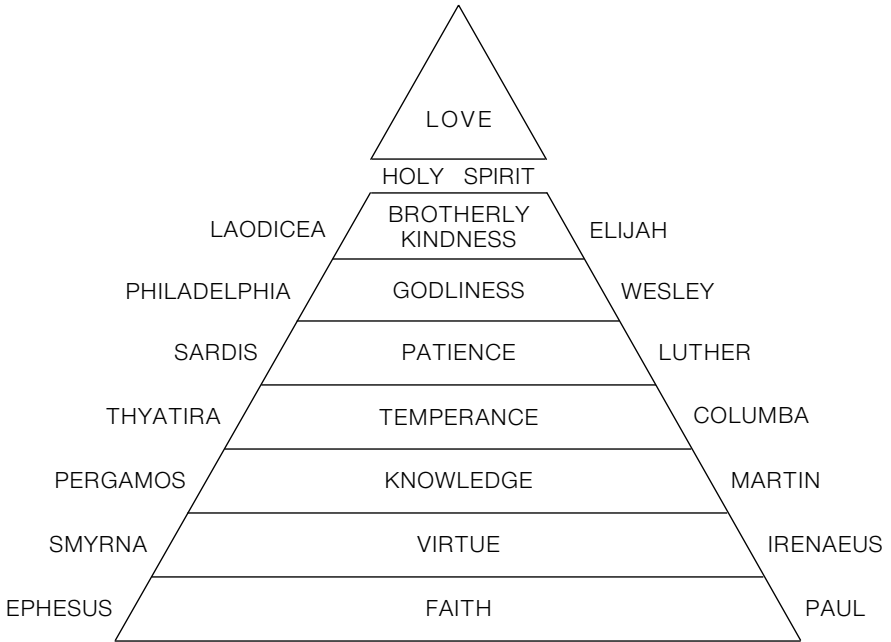 LOVE
HOLY SPIRIT
LAODICEA BROTHERLY KINDNESS ELIJAH
PHILADELPHIA GODLINESS WESLEY
SARDIS PATIENCE LUTHER
THYATIRA TEMPERANCE COLUMBA
PERGAMOS KNOWLEDGE MARTIN
SMYRNA VIRTUE IRENAEUS
EPHESUS FAITH PAUL